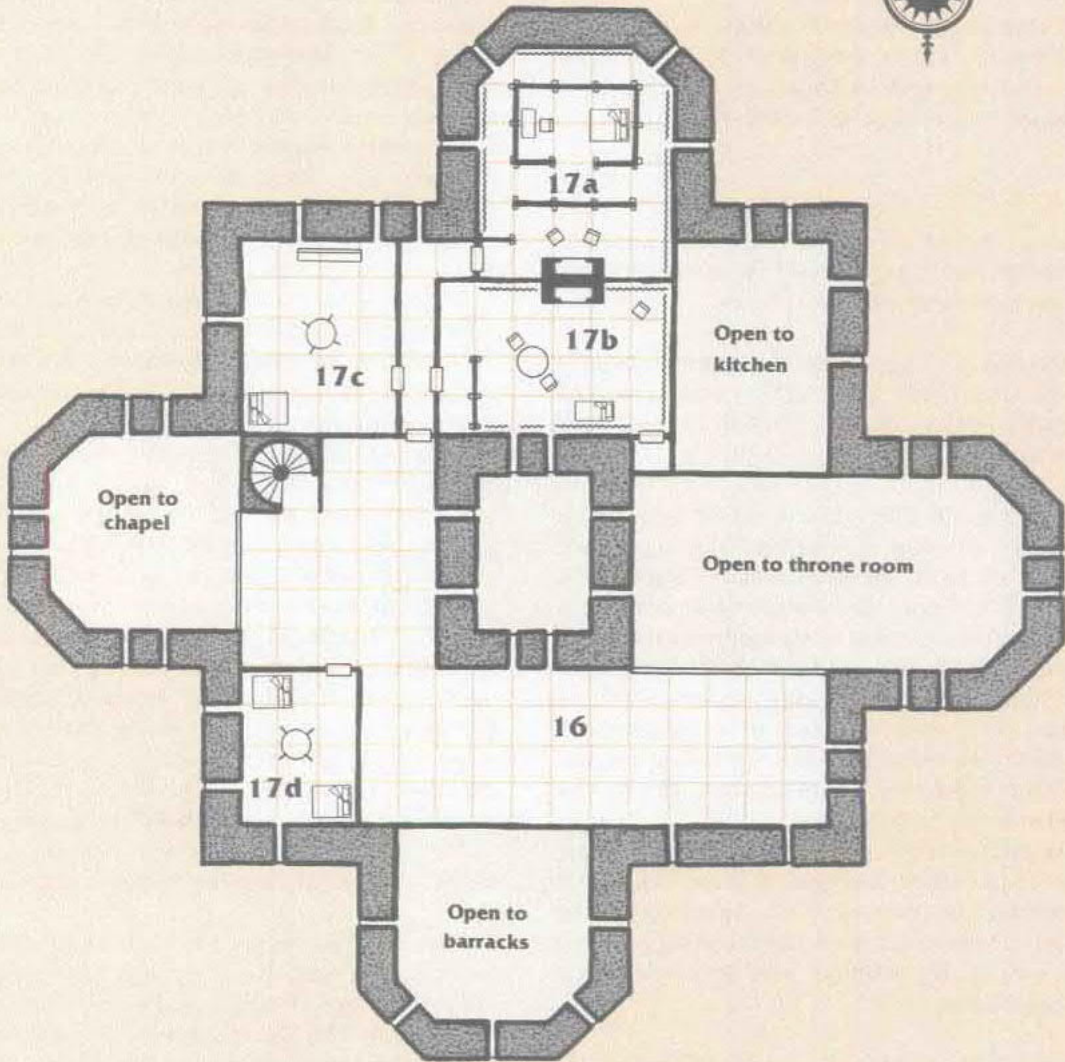 17a
Open to
kitchen
17b
17c
Open to
chapel
Open to throne room
16
17d
Open to
barracks